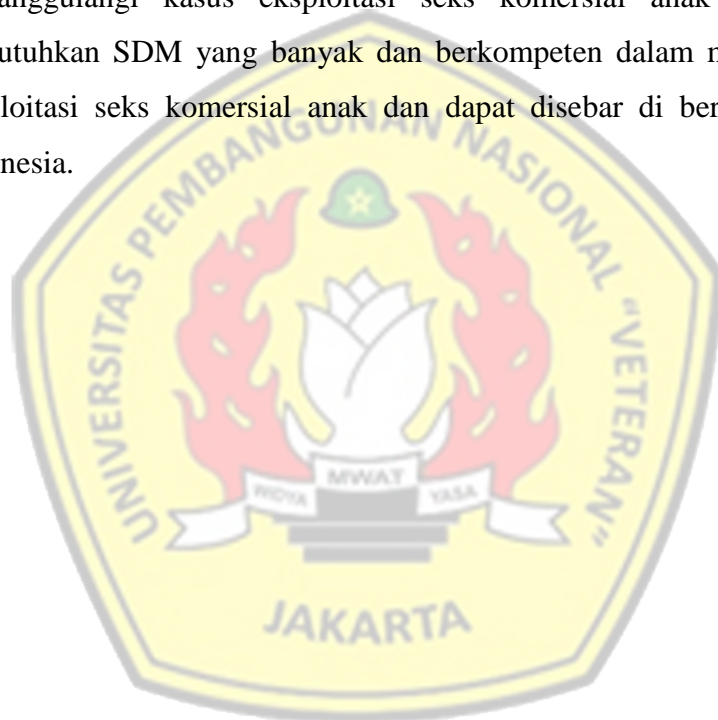 anggulangi kasus eksploitasi seks komersial anak
utuhkan SDM yang banyak dan berkompeten dalam
loitasi seks komersial anak dan dapat disebar di
nesia.
UNIVERSITAS PEMBANGUNAN NASIONAL "VETERAN"
WIDYA MWAT YASA
JAKARTA